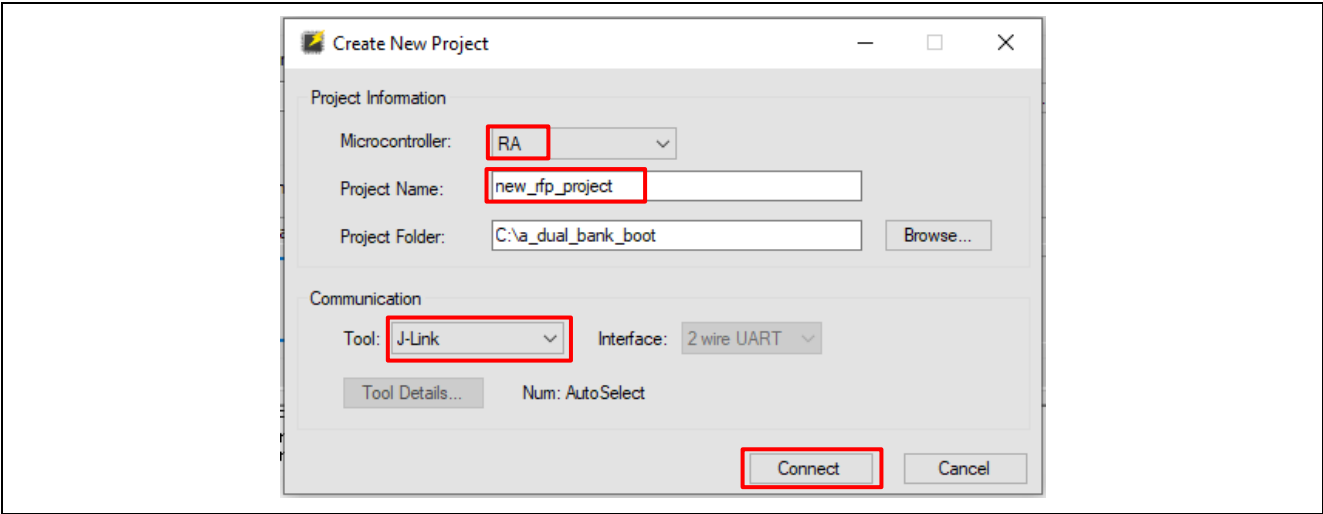 Create New Project
Project Information
Microcontroller: RA
Project Name: new_rfp_project
Project Folder: C:\a_dual_bank_boot Browse...
Communication
Tool: J-Link Interface: 2 wire UART
Tool Details... Num: AutoSelect
Connect Cancel